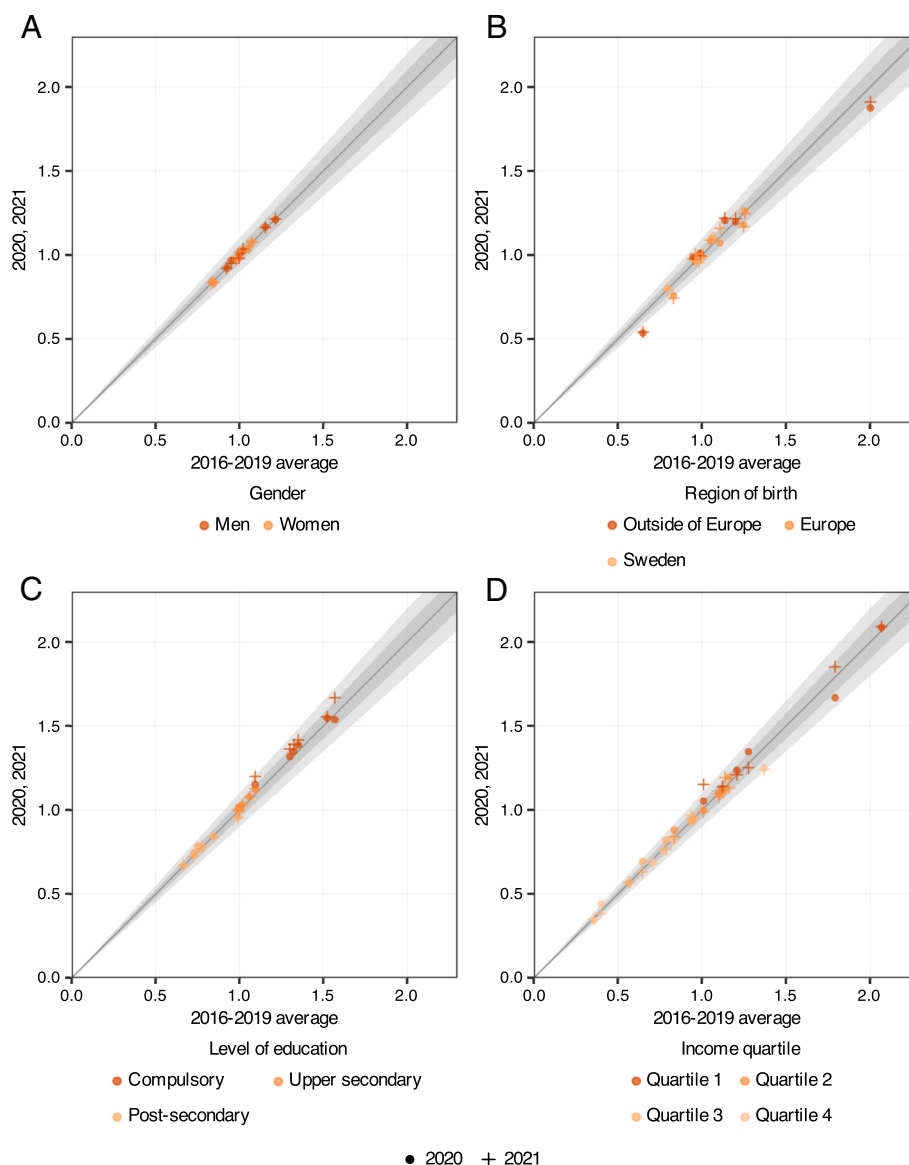 A
B
2.0
1.5
1.0
0.5
0.0
2020, 2021
0.0 0.5 1.0 1.5 2.0
2016-2019 average
Gender
Men Women
2.0
1.5
1.0
0.5
0.0
2020, 2021
0.0 0.5 1.0 1.5 2.0
2016-2019 average
Region of birth
Outside of Europe Europe
Sweden
C
D
2.0
1.5
1.0
0.5
0.0
2020, 2021
0.0 0.5 1.0 1.5 2.0
2016-2019 average
Level of education
Compulsory Upper secondary
Post-secondary
2.0
1.5
1.0
0.5
0.0
2020, 2021
0.0 0.5 1.0 1.5 2.0
2016-2019 average
Income quartile
Quartile 1 Quartile 2
Quartile 3 Quartile 4
2020 2021